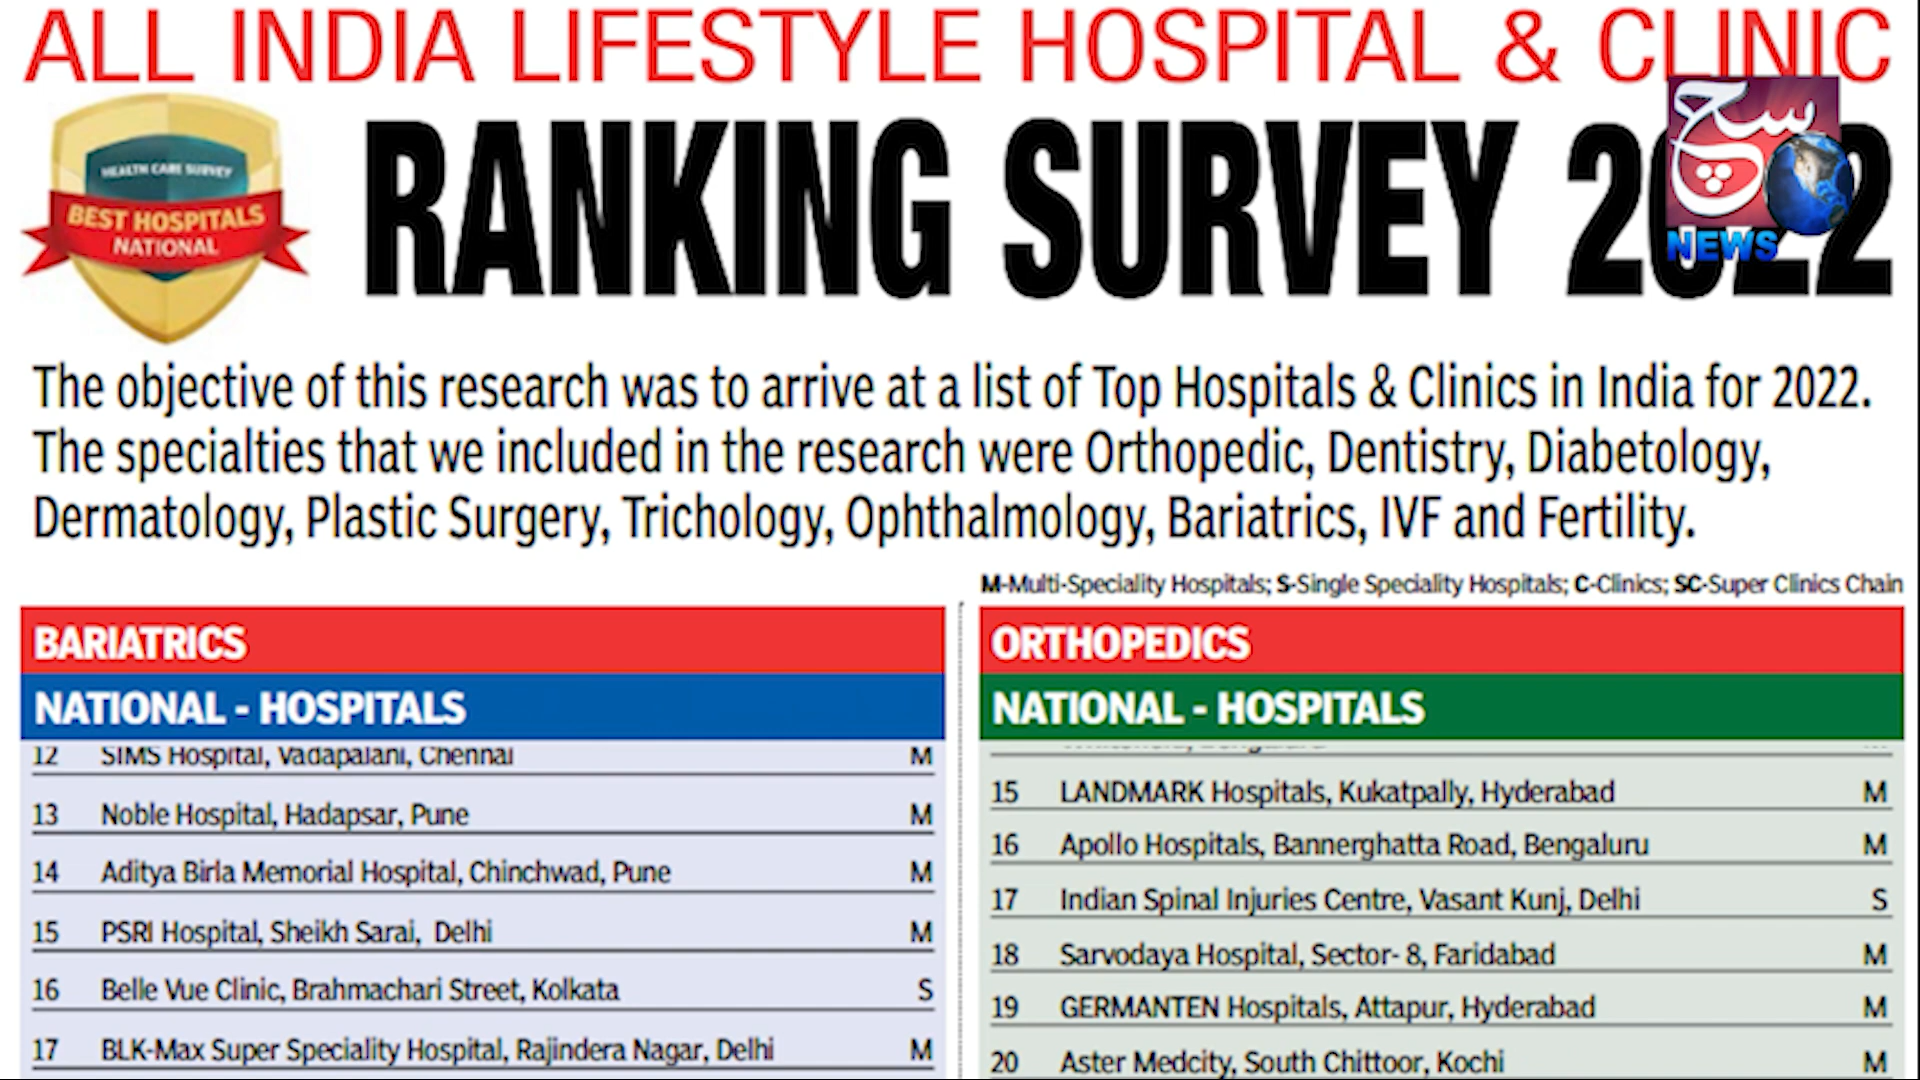 ALL INDIA LIFESTYLE HOSPITAL & CLINIC
سچ
NEWS
HEALTH CARE SURVEY
BEST HOSPITALS
NATIONAL
RANKING SURVEY 2022
The objective of this research was to arrive at a list of Top Hospitals & Clinics in India for 2022.
The specialties that we included in the research were Orthopedic, Dentistry, Diabetology,
Dermatology, Plastic Surgery, Trichology, Ophthalmology, Bariatrics, IVF and Fertility.
M-Multi-Speciality Hospitals; S-Single Speciality Hospitals; C-Clinics; SC-Super Clinics Chain
BARIATRICS
NATIONAL - HOSPITALS
12 SIMS Hospital, Vadapalani, Chennai M
13 Noble Hospital, Hadapsar, Pune M
14 Aditya Birla Memorial Hospital, Chinchwad, Pune M
15 PSRI Hospital, Sheikh Sarai, Delhi M
16 Belle Vue Clinic, Brahmachari Street, Kolkata S
17 BLK-Max Super Speciality Hospital, Rajindera Nagar, Delhi M
ORTHOPEDICS
NATIONAL - HOSPITALS
15 LANDMARK Hospitals, Kukatpally, Hyderabad M
16 Apollo Hospitals, Bannerghatta Road, Bengaluru M
17 Indian Spinal Injuries Centre, Vasant Kunj, Delhi S
18 Sarvodaya Hospital, Sector- 8, Faridabad M
19 GERMANTEN Hospitals, Attapur, Hyderabad M
20 Aster Medcity, South Chittoor, Kochi M